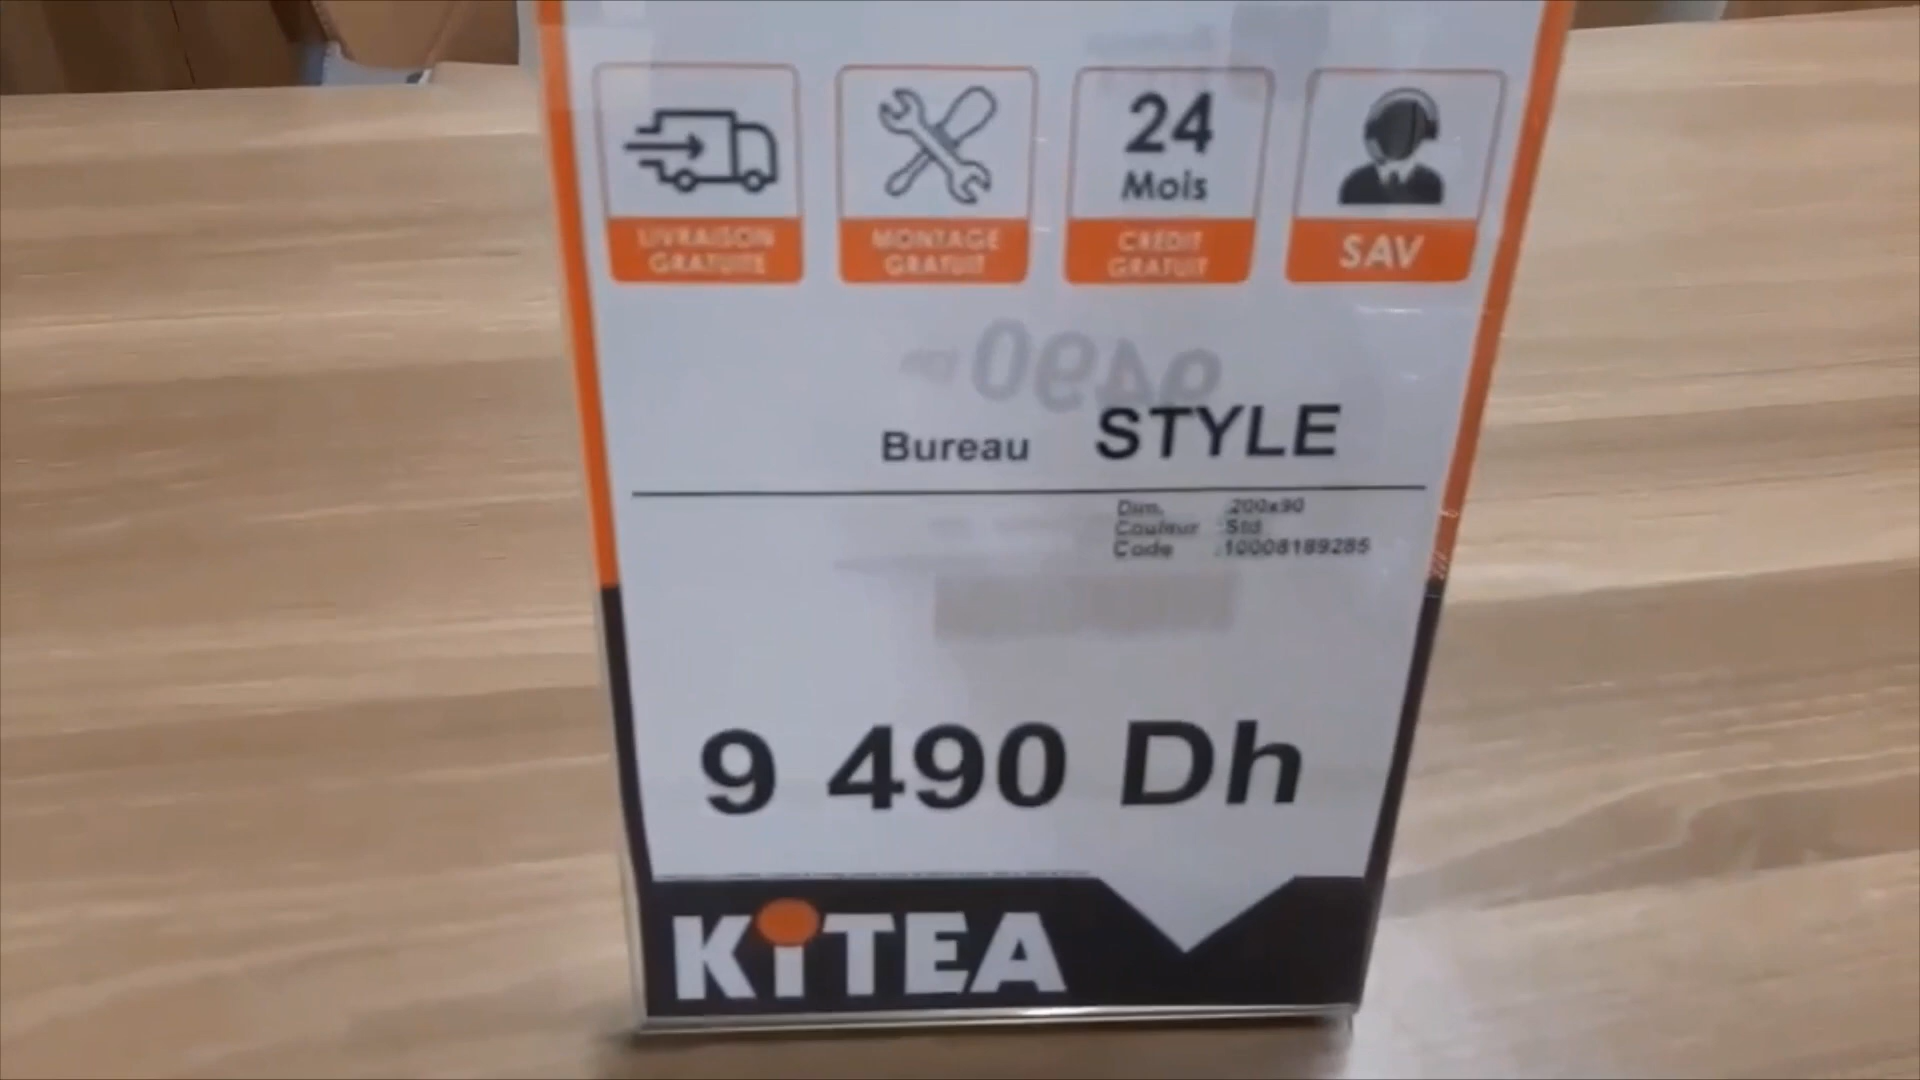 LIVRAISON
GRATUITE
MONTAGE
GRATUIT
24
Mois
CREDIT
GRATUIT
SAV
Bureau STYLE
Dim. :200x90
Couleur :Std
Code :10008189285
9 490 Dh
KiTEA